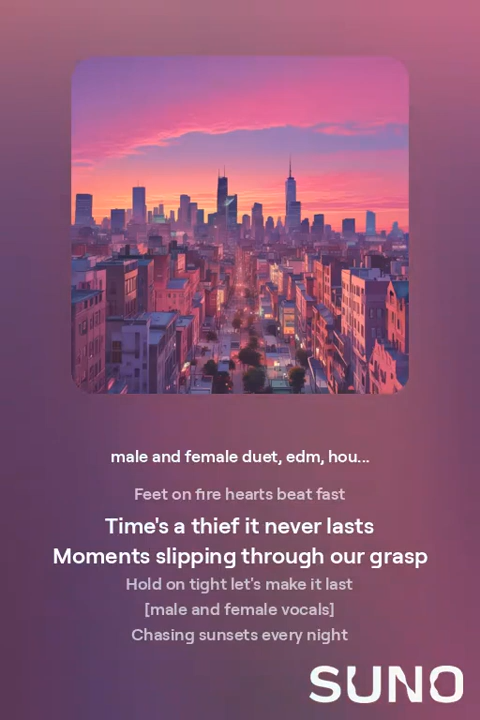 male and female duet, edm, hou...
Feet on fire hearts beat fast
Time's a thief it never lasts
Moments slipping through our grasp
Hold on tight let's make it last
[male and female vocals]
Chasing sunsets every night
SUNO